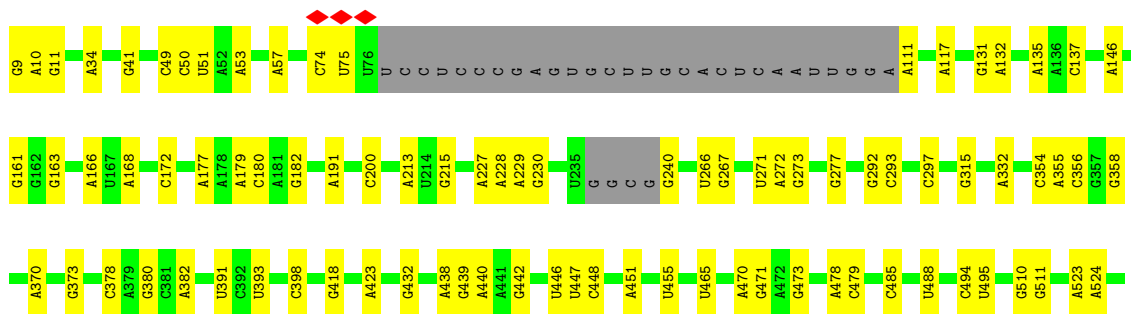 G9 A10 G11 A34 G41 C49 C50 U51 A52 A53 A57 C74 U75 U76 U C C U C C C G A G U G C U U G C A C U C A A U U G G A A111 A117 G131 A132 A135 A136 C137 A146
G161 G162 G163 A166 U167 A168 C172 A177 A178 A179 C180 A181 G182 A191 C200 A213 U214 G215 A227 A228 A229 G230 U235 G G C G G240 U266 G267 U271 A272 G273 G277 G292 C293 C297 G315 A332 C354 A355 C356 G357 G358
A370 G373 C378 A379 G380 C381 A382 U391 C392 U393 C398 G418 A423 G432 A438 G439 A440 A441 G442 U446 U447 C448 A451 U455 U465 A470 G471 A472 G473 A478 C479 C485 U488 C494 U495 G510 G511 A523 A524